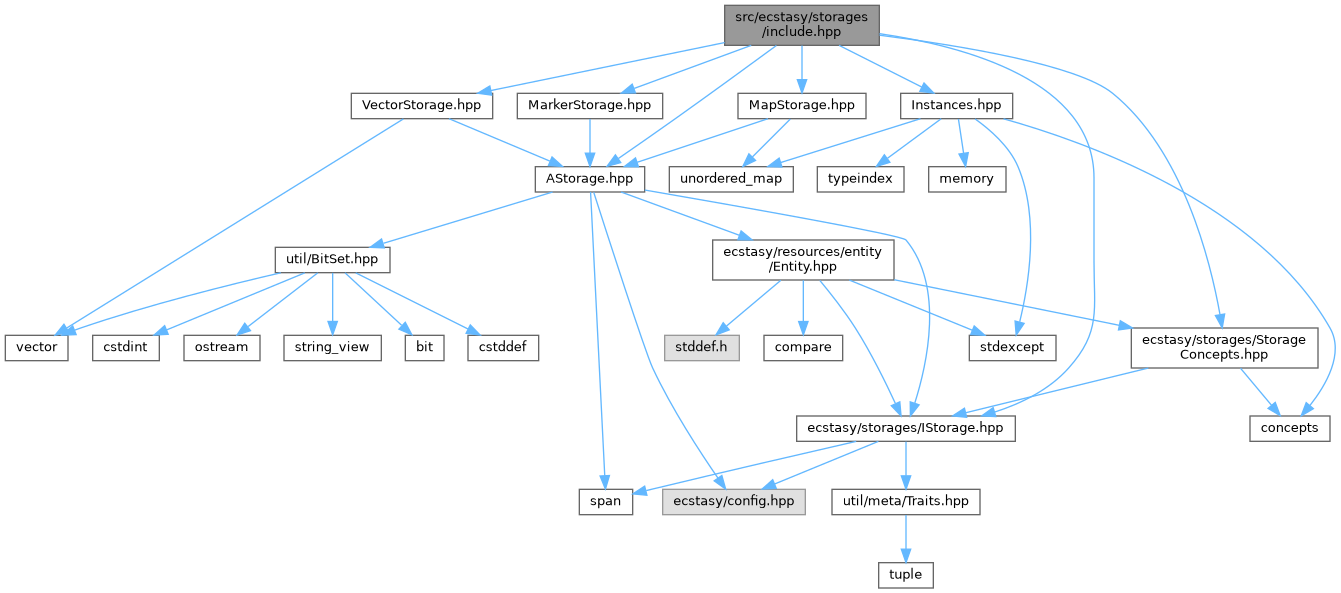 src/ecstasy/storages
/include.hpp
VectorStorage.hpp
MarkerStorage.hpp
MapStorage.hpp
Instances.hpp
AStorage.hpp
unordered_map
typeindex
memory
util/BitSet.hpp
ecstasy/resources/entity
/Entity.hpp
vector
cstdint
ostream
string_view
bit
cstddef
stddef.h
compare
stdexcept
ecstasy/storages/Storage
Concepts.hpp
ecstasy/storages/IStorage.hpp
concepts
span
ecstasy/config.hpp
util/meta/Traits.hpp
tuple